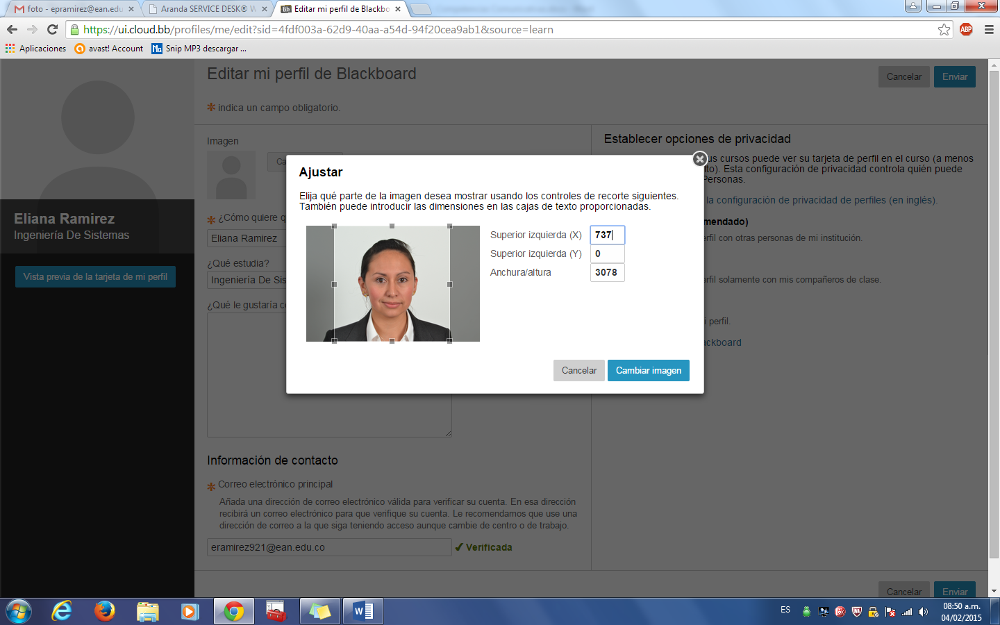 foto - epramirez@ean.edu
Aranda SERVICE DESK® W
Bb Editar mi perfil de Blackbo
https://ui.cloud.bb/profiles/me/edit?sid=4fdf003a-62d9-40aa-a54d-94f20cea9ab1&source=learn
ABP
Aplicaciones
avast! Account
Snip MP3 descargar ...
Editar mi perfil de Blackboard
Cancelar
Enviar
* indica un campo obligatorio.
Imagen
Ca
Eliana Ramirez
Ingeniería De Sistemas
Vista previa de la tarjeta de mi perfil
* ¿Cómo quiere q
Eliana Ramirez
¿Qué estudia?
Ingeniería De Sis
¿Qué le gustaría c
Ajustar
Elija qué parte de la imagen desea mostrar usando los controles de recorte siguientes.
También puede introducir las dimensiones en las cajas de texto proporcionadas.
Superior izquierda (X) 737
Superior izquierda (Y) 0
Anchura/altura 3078
Cancelar
Cambiar imagen
Establecer opciones de privacidad
us cursos puede ver su tarjeta de perfil en el curso (a menos
to). Esta configuración de privacidad controla quién puede
Personas.
la configuración de privacidad de perfiles (en inglés).
mendado)
erfil con otras personas de mi institución.
erfil solamente con mis compañeros de clase.
i perfil.
ackboard
Información de contacto
* Correo electrónico principal
Añada una dirección de correo electrónico válida para verificar su cuenta. En esa dirección
recibirá un correo electrónico para que verifique su cuenta. Le recomendamos que use una
dirección de correo a la que siga teniendo acceso aunque cambie de centro o de trabajo.
eramirez921@ean.edu.co
✔ Verificada
Cancelar
Enviar
ES
08:50 a.m.
04/02/2015